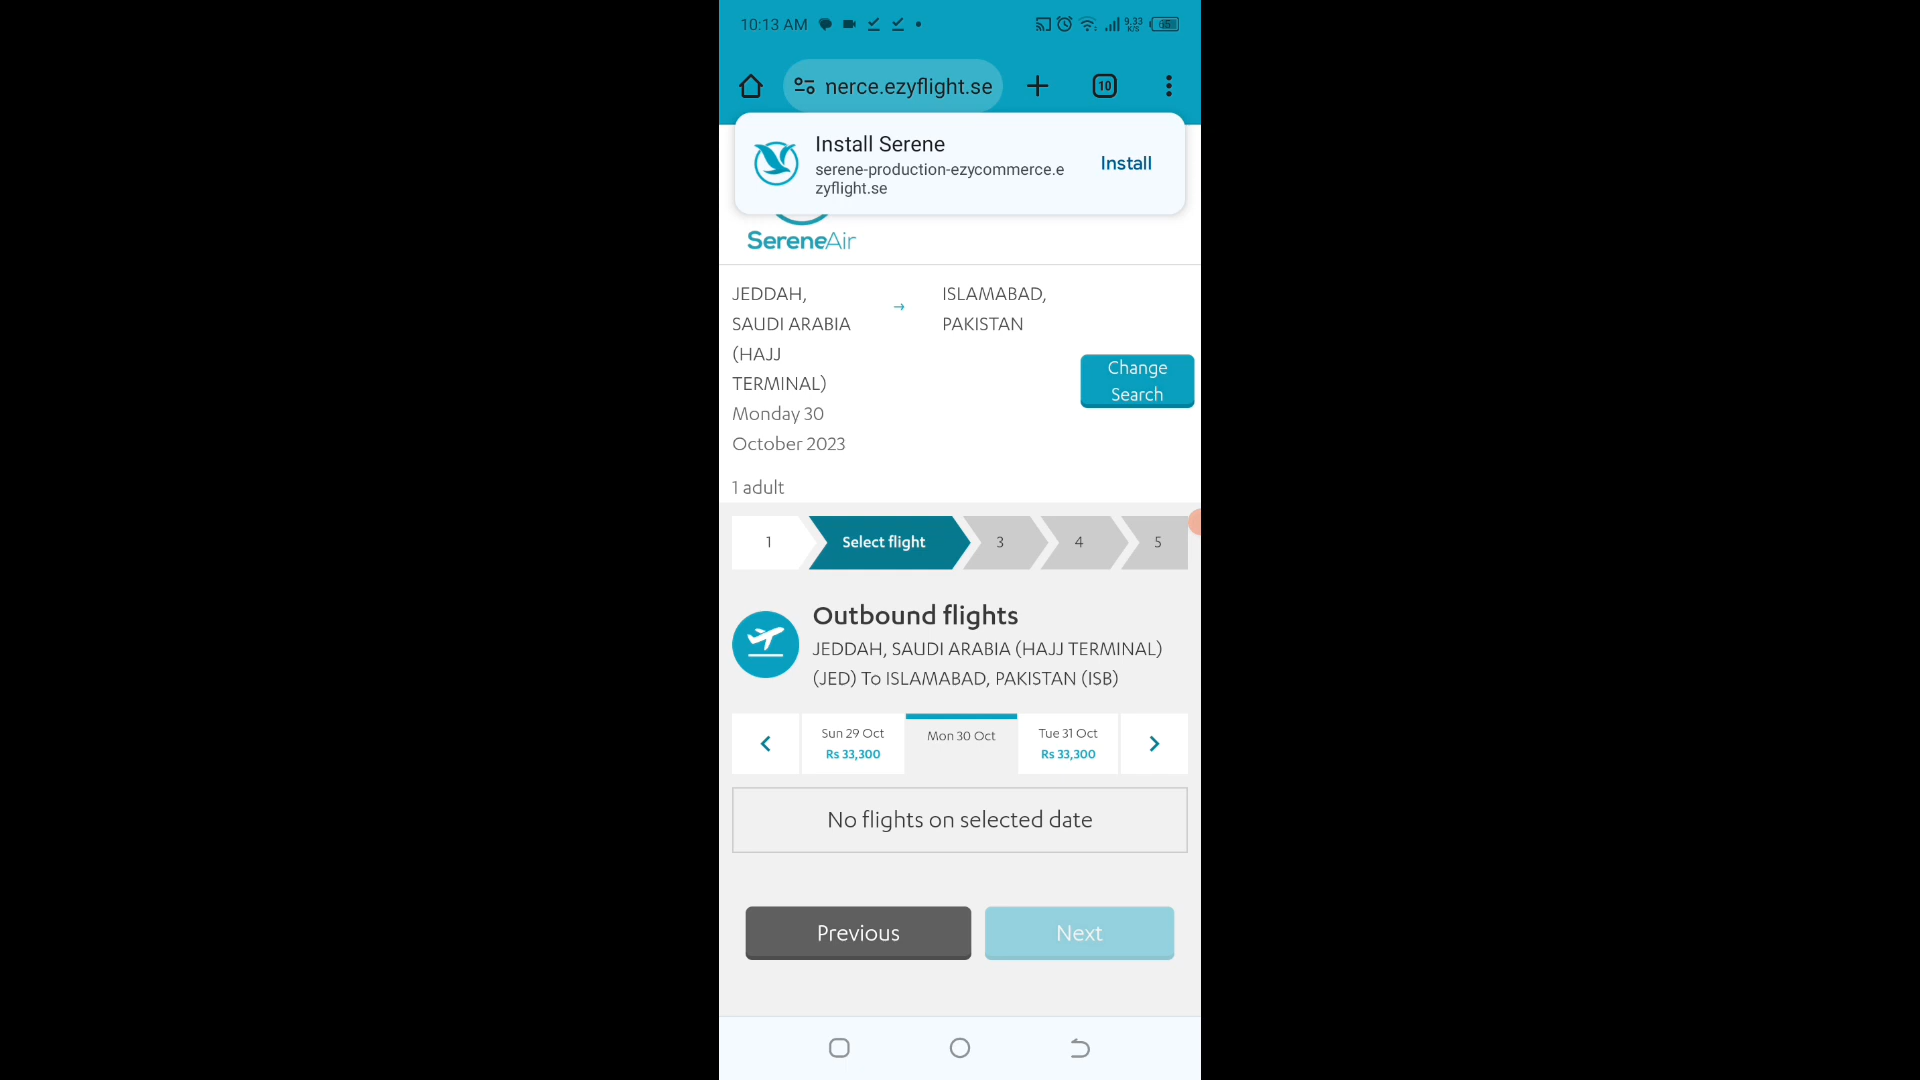 10:13 AM
9.33
K/S
65
nerce.ezyflight.se
10
Install Serene
serene-production-ezycommerce.e
zyflight.se
Install
SereneAir
JEDDAH,
SAUDI ARABIA
(HAJJ
TERMINAL)
Monday 30
October 2023
→
ISLAMABAD,
PAKISTAN
Change
Search
1 adult
1
Select flight
3
4
5
Outbound flights
JEDDAH, SAUDI ARABIA (HAJJ TERMINAL)
(JED) To ISLAMABAD, PAKISTAN (ISB)
Sun 29 Oct
Rs 33,300
Mon 30 Oct
Tue 31 Oct
Rs 33,300
No flights on selected date
Previous
Next